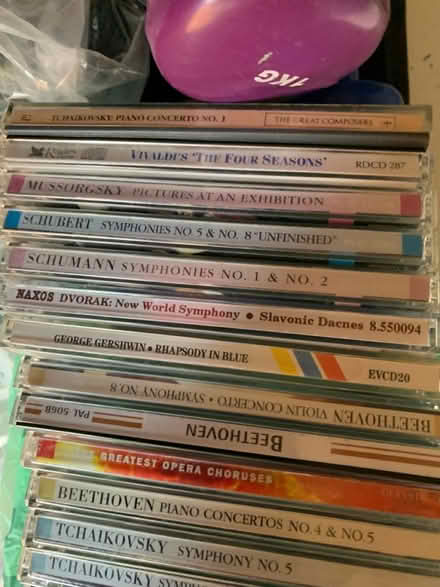 1KG
TCHAIKOVSKY: PIANO CONCERTO NO. 1 THE GREAT COMPOSERS
VIVALDI'S 'THE FOUR SEASONS' RDCD 287
MUSSORGSKY PICTURES AT AN EXHIBITION
SCHUBERT SYMPHONIES NO. 5 & NO. 8 "UNFINISHED"
SCHUMANN SYMPHONIES NO. 1 & NO. 2
NAXOS DVORAK: New World Symphony • Slavonic Dacnes 8.550094
GEORGE GERSHWIN • RHAPSODY IN BLUE EVCD20
BEETHOVEN VIOLIN CONCERTO • SYMPHONY NO. 8
BEETHOVEN PAL 5068
GREATEST OPERA CHORUSES
BEETHOVEN PIANO CONCERTOS NO. 4 & NO. 5
TCHAIKOVSKY SYMPHONY NO. 5
TCHAIKOVSKY